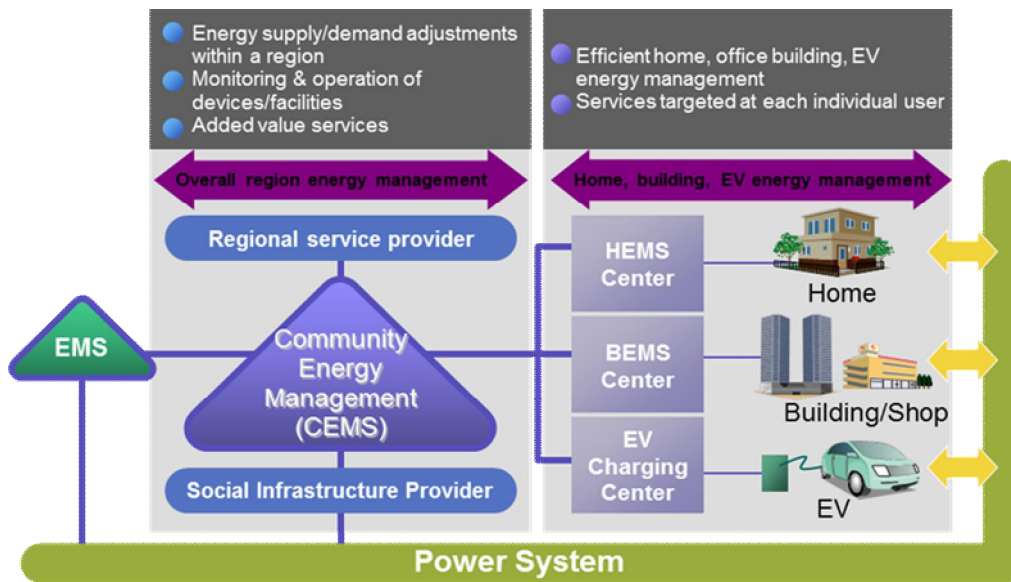 Energy supply/demand adjustments
within a region
Monitoring & operation of
devices/facilities
Added value services
Efficient home, office building, EV
energy management
Services targeted at each individual user
Overall region energy management
Home, building, EV energy management
Regional service provider
EMS
Community
Energy
Management
(CEMS)
Social Infrastructure Provider
HEMS
Center
Home
BEMS
Center
Building/Shop
EV
Charging
Center
EV
Power System